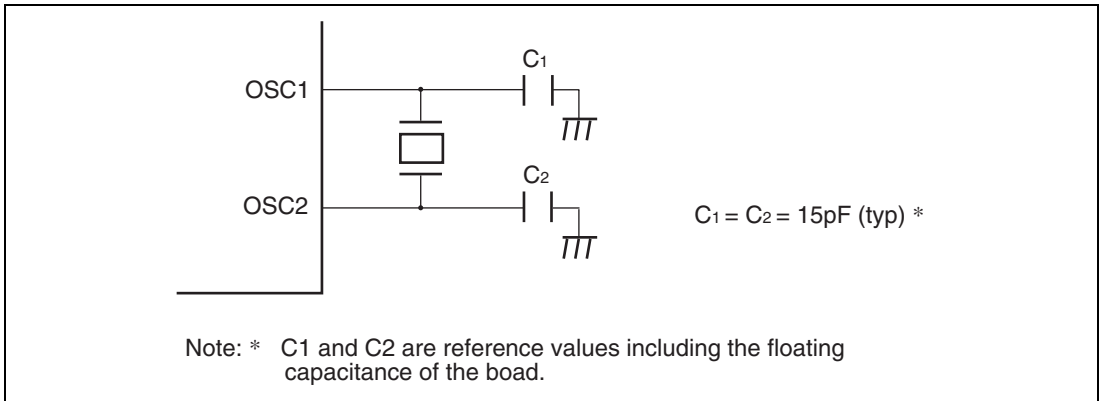 C1
OSC1
C2
OSC2
C1 = C2 = 15pF (typ) *
Note: * C1 and C2 are reference values including the floating
capacitance of the boad.